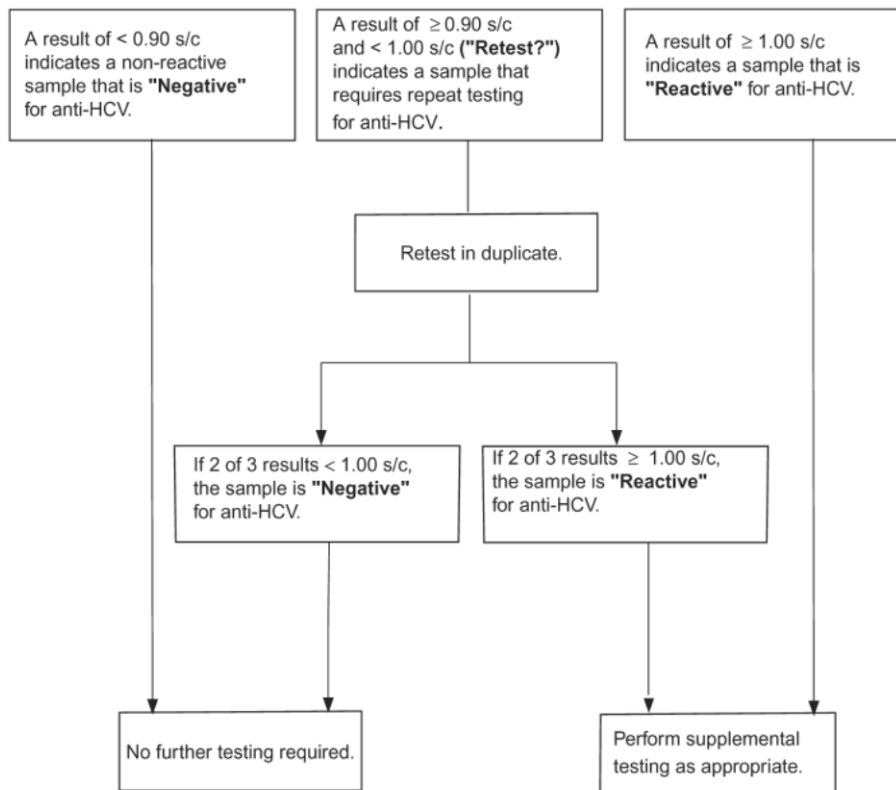 A result of < 0.90 s/c
indicates a non-reactive
sample that is "Negative"
for anti-HCV.
A result of ≥ 0.90 s/c
and < 1.00 s/c ("Retest?")
indicates a sample that
requires repeat testing
for anti-HCV.
A result of ≥ 1.00 s/c
indicates a sample that is
"Reactive" for anti-HCV.
Retest in duplicate.
If 2 of 3 results < 1.00 s/c,
the sample is "Negative"
for anti-HCV.
If 2 of 3 results ≥ 1.00 s/c,
the sample is "Reactive"
for anti-HCV.
No further testing required.
Perform supplemental
testing as appropriate.